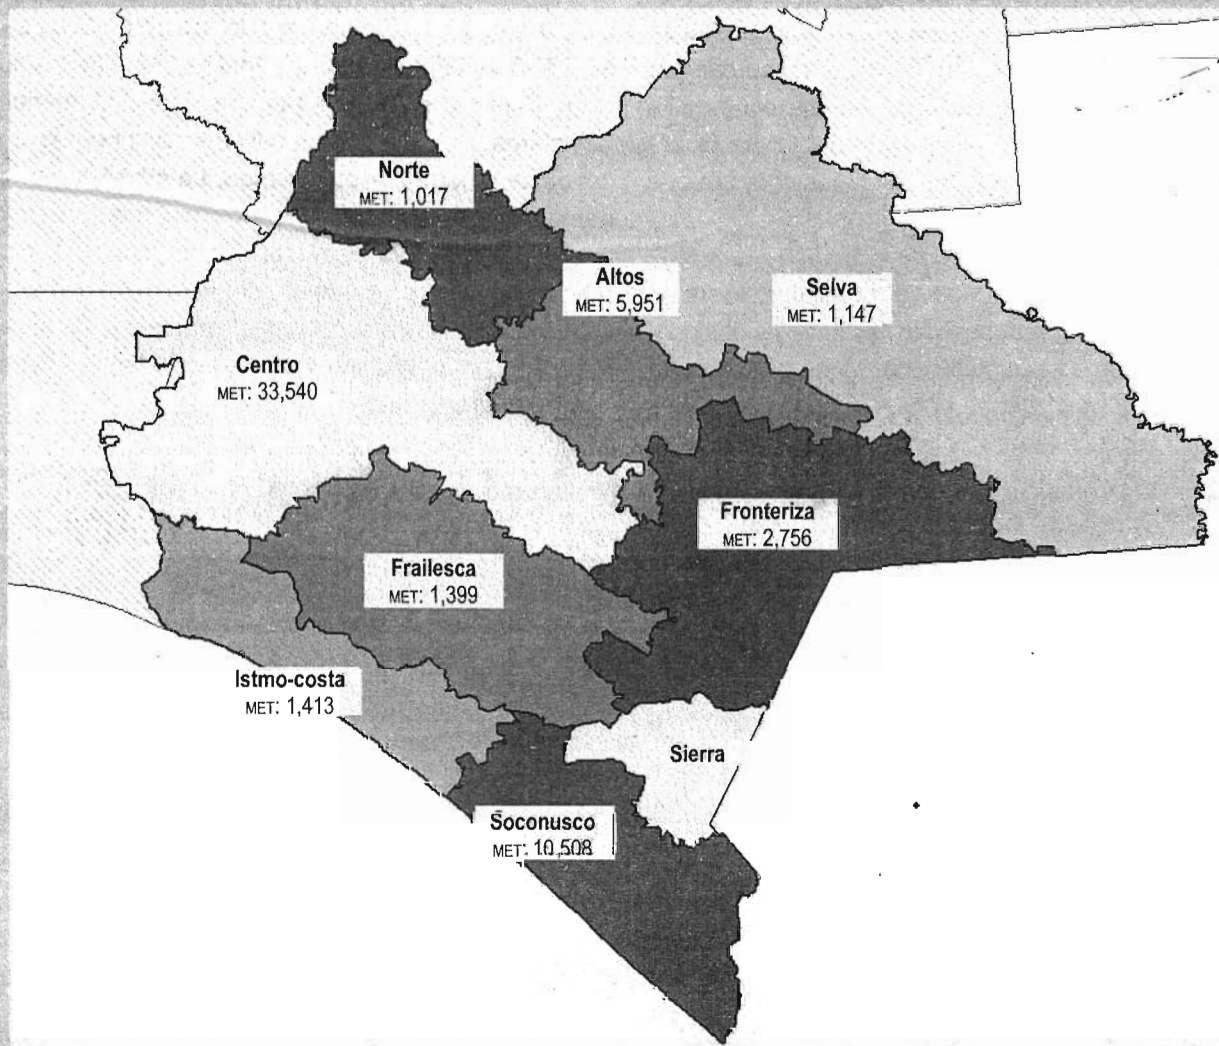 Norte
MET: 1,017
Altos
MET: 5,951
Selva
MET: 1,147
Centro
MET: 33,540
Fronteriza
MET: 2,756
Frailesca
MET: 1,399
Istmo-costa
MET: 1,413
Sierra
Soconusco
MET: 10,508